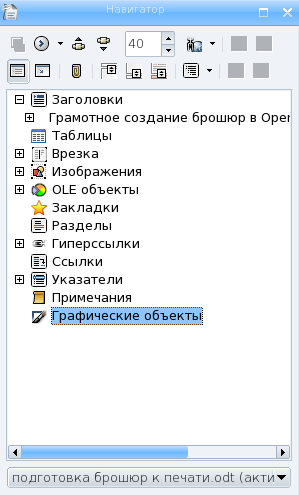 Навигатор
40
Заголовки
Грамотное создание брошюр в Oper
Таблицы
Врезка
Изображения
OLE объекты
Закладки
Разделы
Гиперссылки
Ссылки
Указатели
Примечания
Графические объекты
подготовка брошюр к печати.odt (акти